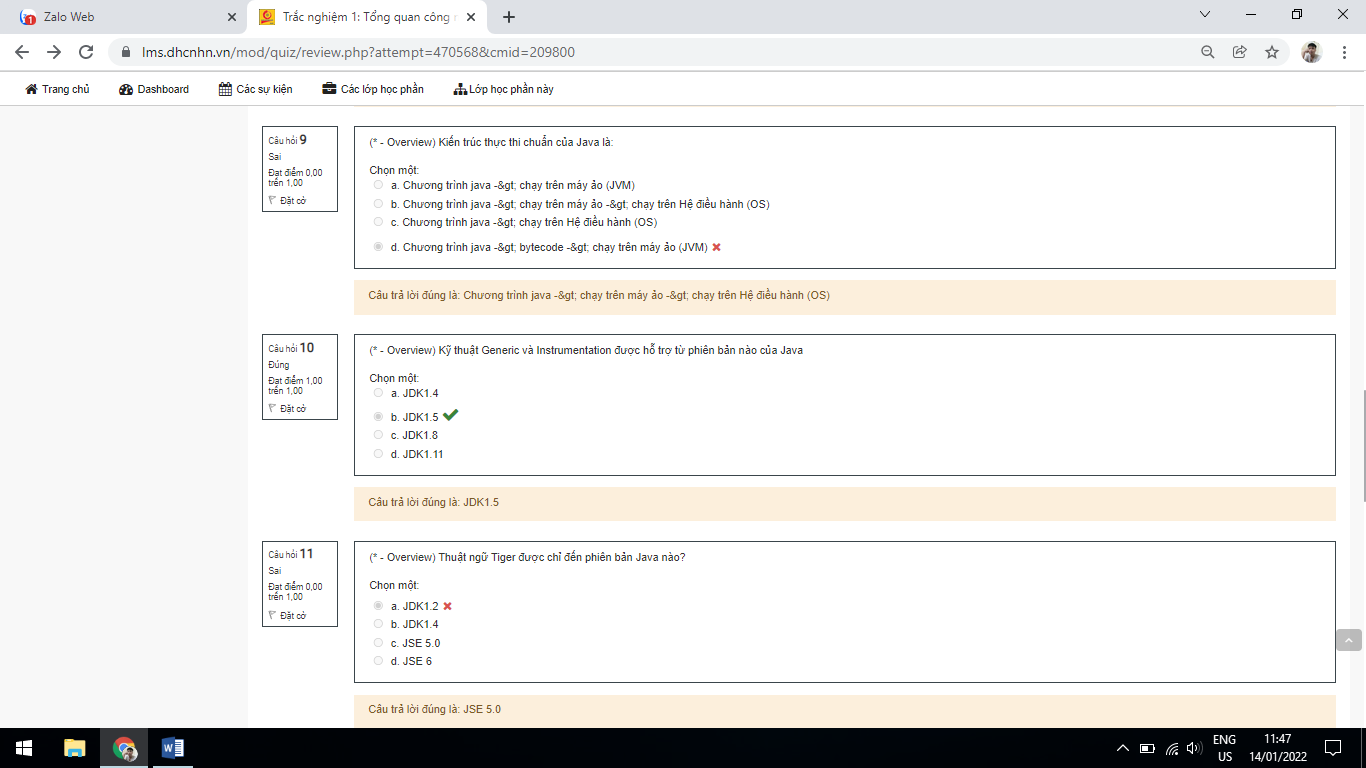 Zalo Web
Trắc nghiệm 1: Tổng quan công n
lms.dhcnhn.vn/mod/quiz/review.php?attempt=470568&cmid=209800
Trang chủ Dashboard Các sự kiện Các lớp học phần Lớp học phần này
Câu hỏi 9
Sai
Đạt điểm 0,00
trên 1,00
Đặt cờ
(* - Overview) Kiến trúc thực thi chuẩn của Java là:
Chọn một:
a. Chương trình java -&gt; chạy trên máy ảo (JVM)
b. Chương trình java -&gt; chạy trên máy ảo -&gt; chạy trên Hệ điều hành (OS)
c. Chương trình java -&gt; chạy trên Hệ điều hành (OS)
d. Chương trình java -&gt; bytecode -&gt; chạy trên máy ảo (JVM)
Câu trả lời đúng là: Chương trình java -&gt; chạy trên máy ảo -&gt; chạy trên Hệ điều hành (OS)
Câu hỏi 10
Đúng
Đạt điểm 1,00
trên 1,00
Đặt cờ
(* - Overview) Kỹ thuật Generic và Instrumentation được hỗ trợ từ phiên bản nào của Java
Chọn một:
a. JDK1.4
b. JDK1.5
c. JDK1.8
d. JDK1.11
Câu trả lời đúng là: JDK1.5
Câu hỏi 11
Sai
Đạt điểm 0,00
trên 1,00
Đặt cờ
(* - Overview) Thuật ngữ Tiger được chỉ đến phiên bản Java nào?
Chọn một:
a. JDK1.2
b. JDK1.4
c. JSE 5.0
d. JSE 6
Câu trả lời đúng là: JSE 5.0
ENG
US
11:47
14/01/2022